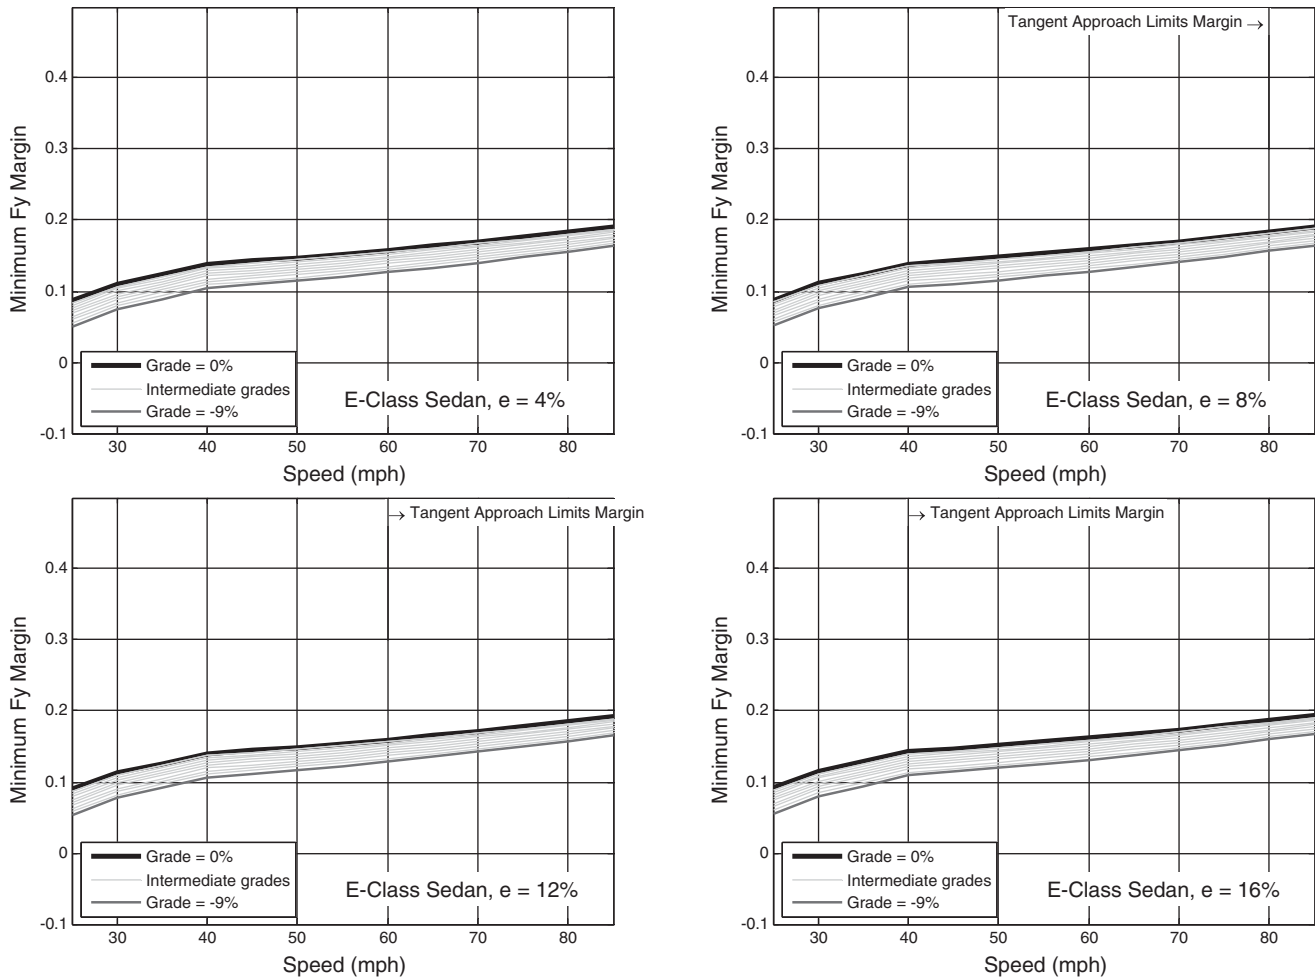 Minimum Fy Margin
0.4
0.3
0.2
0.1
0
-0.1
Grade = 0%
Intermediate grades
Grade = -9%
E-Class Sedan, e = 4%
30 40 50 60 70 80
Speed (mph)
Tangent Approach Limits Margin →
Minimum Fy Margin
0.4
0.3
0.2
0.1
0
-0.1
Grade = 0%
Intermediate grades
Grade = -9%
E-Class Sedan, e = 8%
30 40 50 60 70 80
Speed (mph)
→ Tangent Approach Limits Margin
Minimum Fy Margin
0.4
0.3
0.2
0.1
0
-0.1
Grade = 0%
Intermediate grades
Grade = -9%
E-Class Sedan, e = 12%
30 40 50 60 70 80
Speed (mph)
→ Tangent Approach Limits Margin
Minimum Fy Margin
0.4
0.3
0.2
0.1
0
-0.1
Grade = 0%
Intermediate grades
Grade = -9%
E-Class Sedan, e = 16%
30 40 50 60 70 80
Speed (mph)